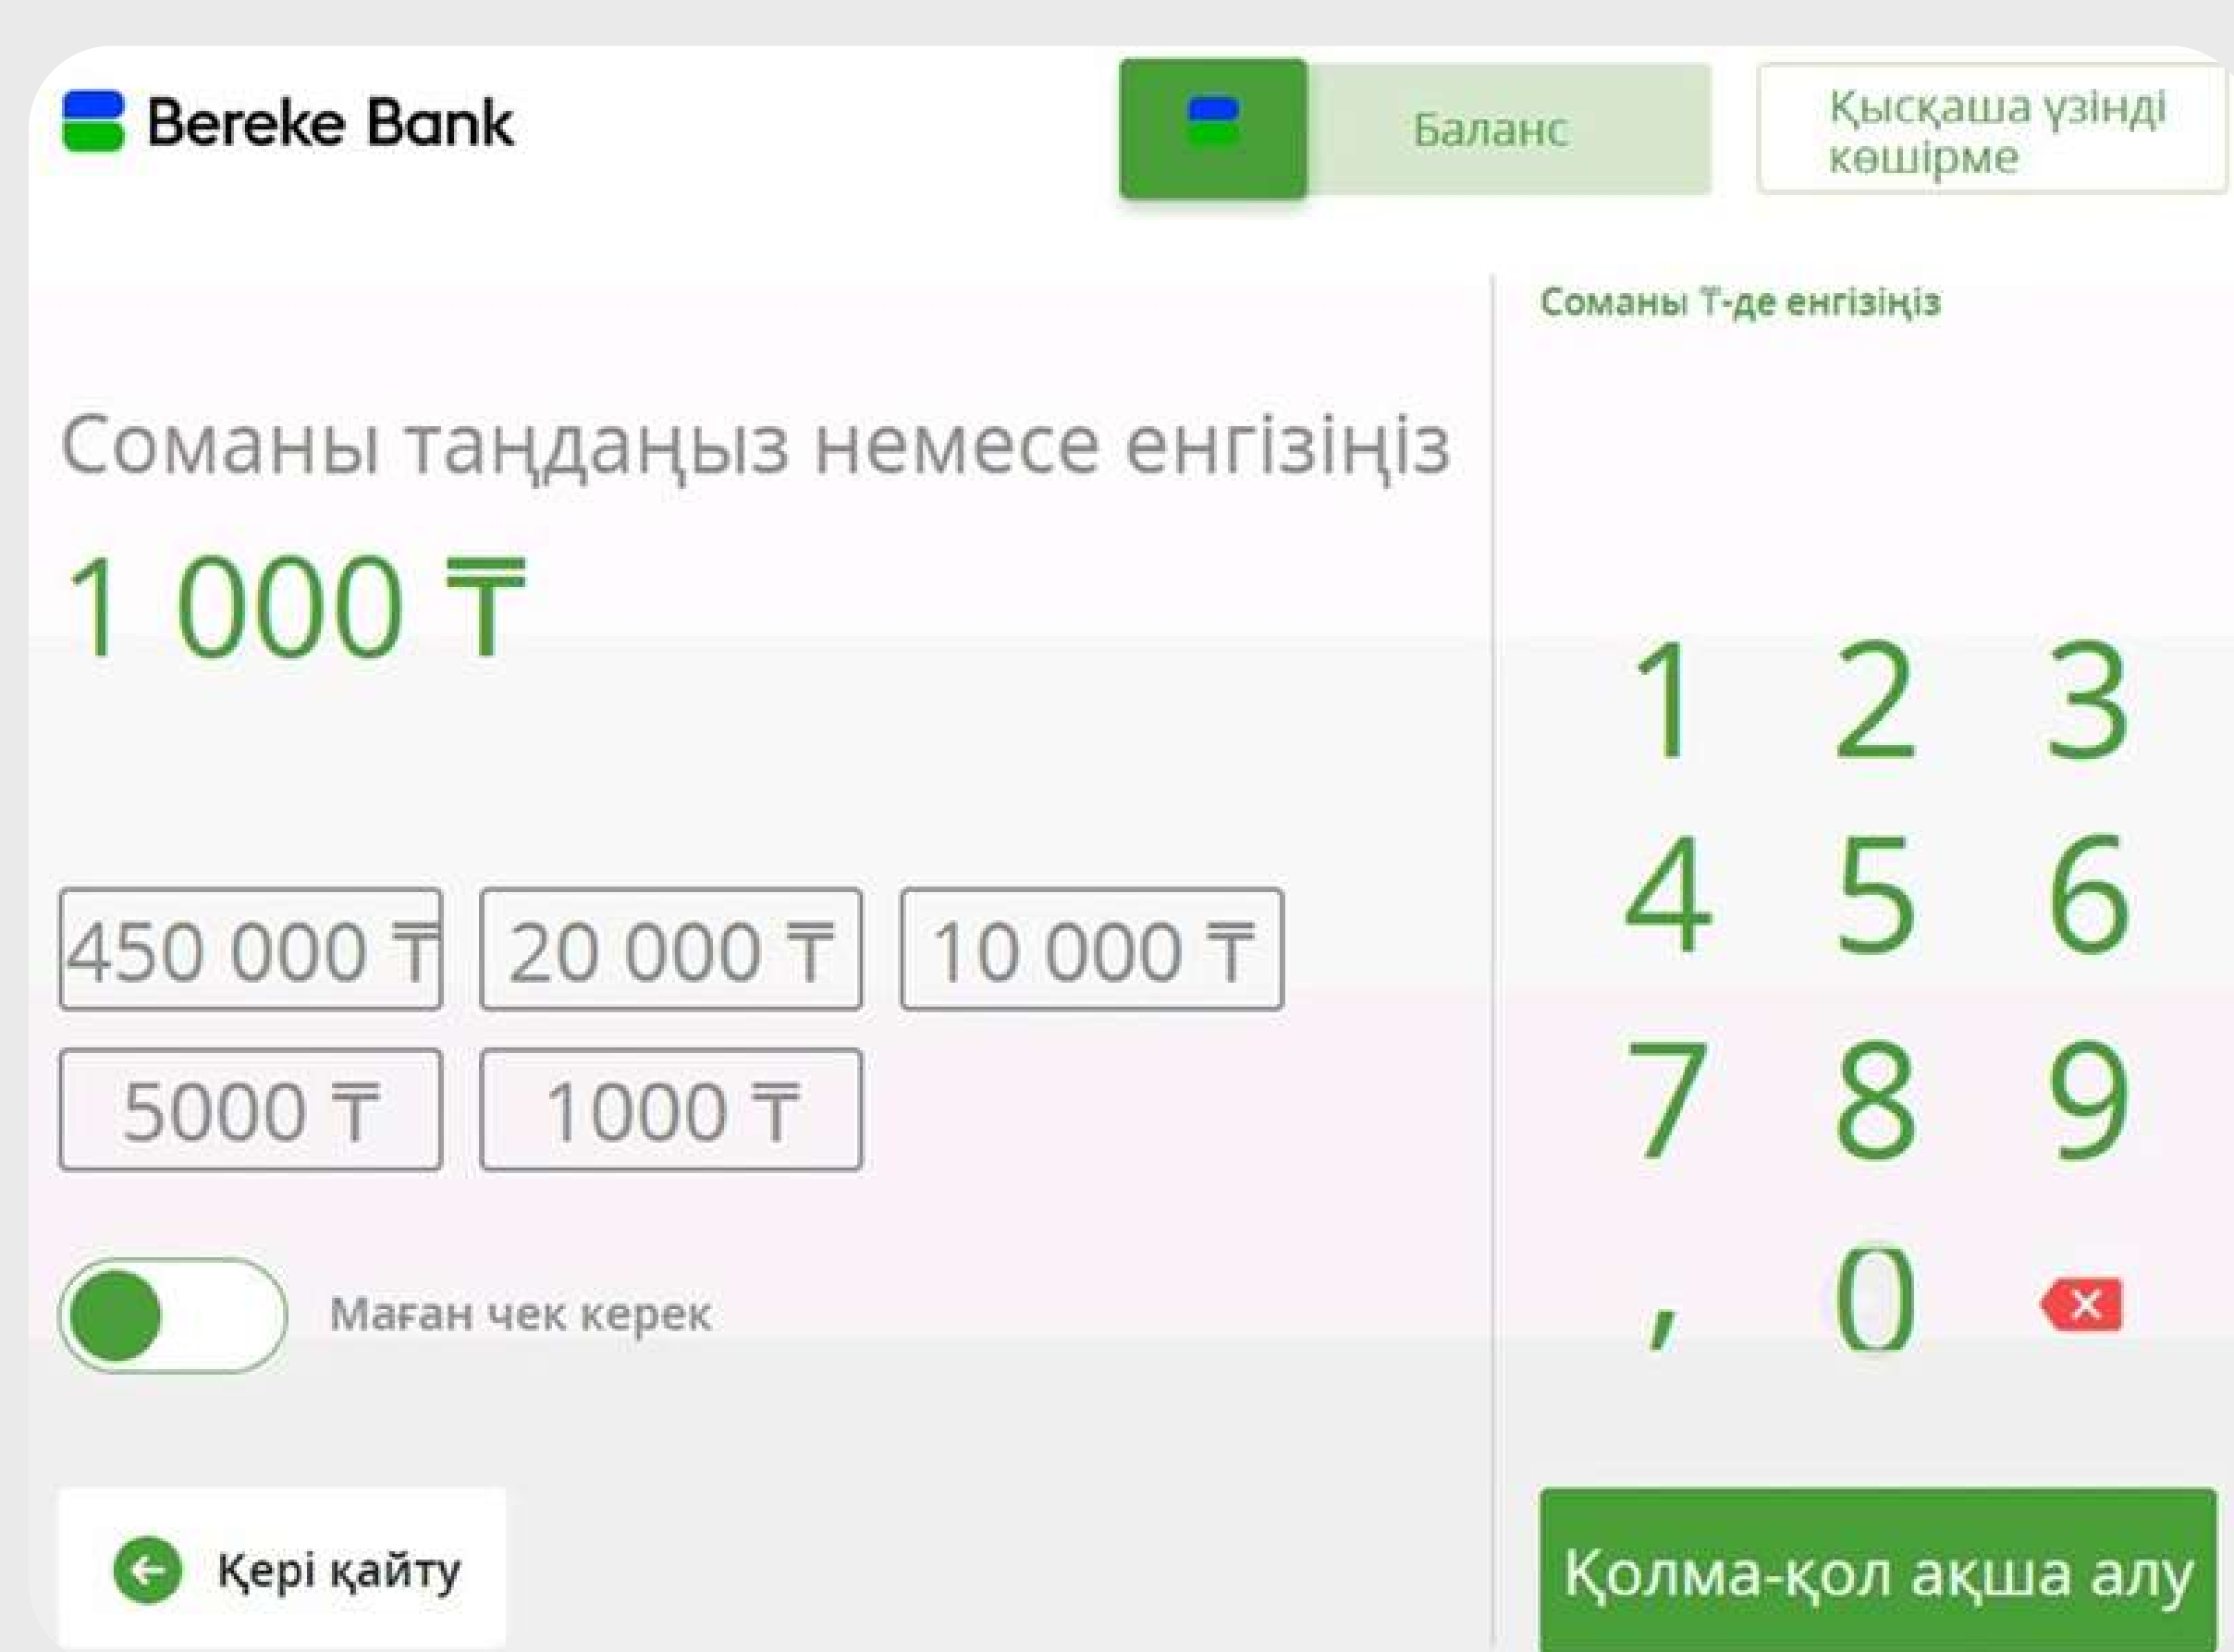 Bereke Bank
Баланс
Қысқаша үзінді
көшірме
Соманы ₸-де енгізіңіз
Соманы таңдаңыз немесе енгізіңіз
1 000 ₸
450 000 ₸ 20 000 ₸ 10 000 ₸
5000 ₸ 1000 ₸
Маған чек керек
1 2 3
4 5 6
7 8 9
, 0
Қері қайту
Қолма-қол ақша алу